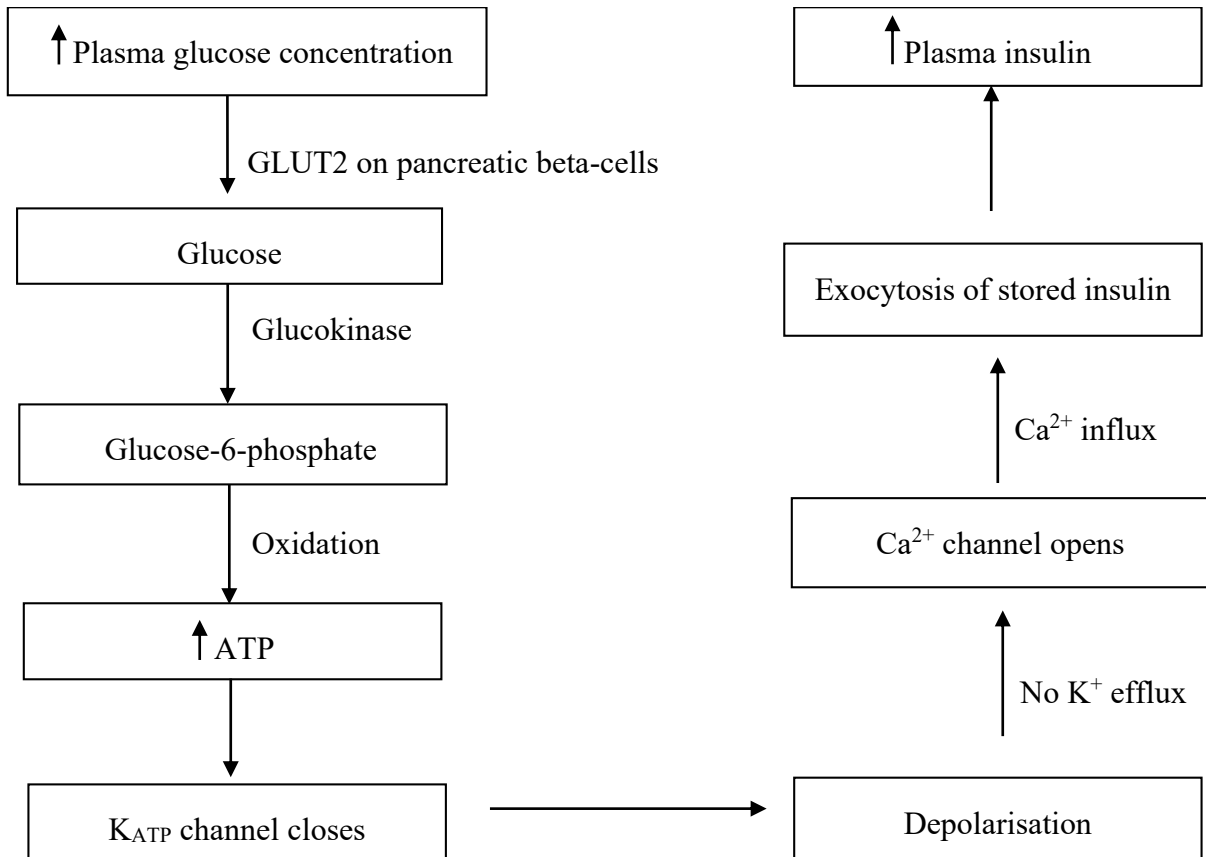 ↑ Plasma glucose concentration
GLUT2 on pancreatic beta-cells
Glucose
Glucokinase
Glucose-6-phosphate
Oxidation
↑ ATP
K_ATP channel closes
Depolarisation
No K⁺ efflux
Ca²⁺ channel opens
Ca²⁺ influx
Exocytosis of stored insulin
↑ Plasma insulin